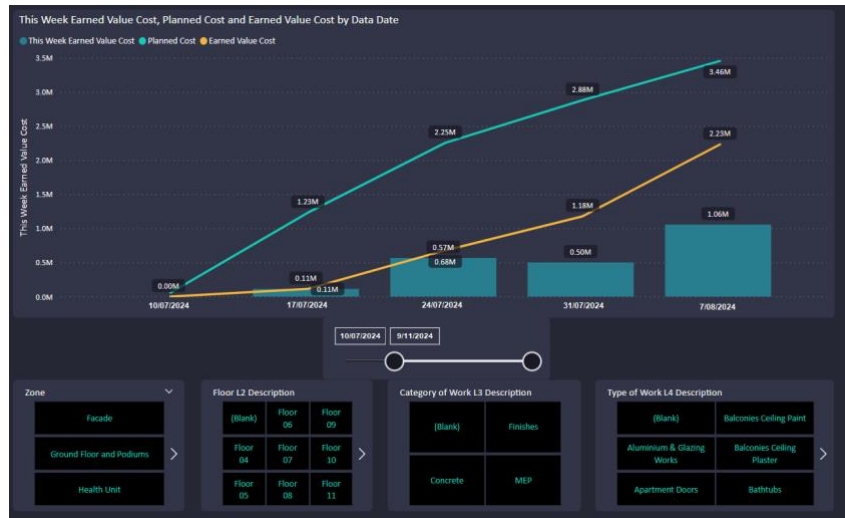 This Week Earned Value Cost, Planned Cost and Earned Value Cost by Data Date
This Week Earned Value Cost Planned Cost Earned Value Cost
This Week Earned Value Cost
3.5M
3.0M
2.5M
2.0M
1.5M
1.0M
0.5M
0.0M
3.46M
2.88M
2.25M
2.23M
1.23M
1.18M
1.06M
0.57M
0.50M
0.68M
0.00M
0.11M
0.11M
10/07/2024 17/07/2024 24/07/2024 31/07/2024 7/08/2024
10/07/2024 9/11/2024
Zone
Facade
Ground Floor and Podiums
Health Unit
Floor L2 Description
(Blank)
Floor 06
Floor 09
Floor 04
Floor 07
Floor 10
Floor 05
Floor 08
Floor 11
Category of Work L3 Description
(Blank) Finishes
Concrete MEP
Type of Work L4 Description
(Blank)
Balconies Ceiling Paint
Aluminium & Glazing
Works
Balconies Ceiling
Plaster
Apartment Doors
Bathtubs